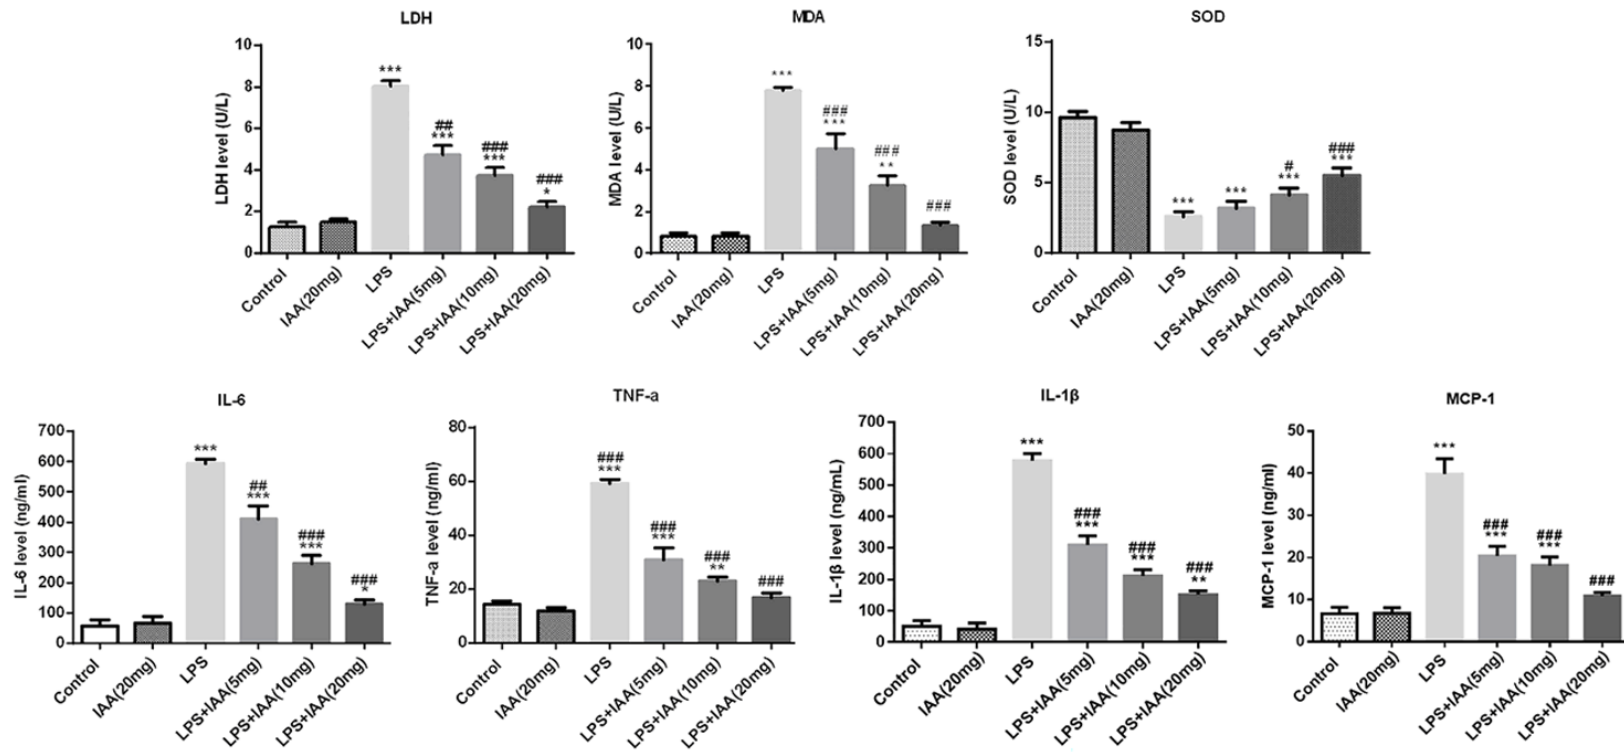 LDH
LDH level (U/L)
10
8
6
4
2
0
***
##
***
###
***
###
*
Control
IAA(20mg)
LPS
LPS+IAA(5mg)
LPS+IAA(10mg)
LPS+IAA(20mg)
MDA
MDA level (U/L)
10
8
6
4
2
0
***
###
***
###
**
###
Control
IAA(20mg)
LPS
LPS+IAA(5mg)
LPS+IAA(10mg)
LPS+IAA(20mg)
SOD
SOD level (U/L)
15
10
5
0
***
***
#
***
###
***
Control
IAA(20mg)
LPS
LPS+IAA(5mg)
LPS+IAA(10mg)
LPS+IAA(20mg)
IL-6
IL-6 level (ng/ml)
700
600
500
400
300
200
100
0
***
##
***
###
***
###
*
Control
IAA(20mg)
LPS
LPS+IAA(5mg)
LPS+IAA(10mg)
LPS+IAA(20mg)
TNF-a
TNF-a level (ng/ml)
80
60
40
20
0
###
***
###
***
###
**
###
Control
IAA(20mg)
LPS
LPS+IAA(5mg)
LPS+IAA(10mg)
LPS+IAA(20mg)
IL-1β
IL-1β level (ng/mL)
700
600
500
400
300
200
100
0
***
###
***
###
***
###
**
Control
IAA(20mg)
LPS
LPS+IAA(5mg)
LPS+IAA(10mg)
LPS+IAA(20mg)
MCP-1
MCP-1 level (ng/ml)
50
40
30
20
10
0
***
###
***
###
***
###
Control
IAA(20mg)
LPS
LPS+IAA(5mg)
LPS+IAA(10mg)
LPS+IAA(20mg)